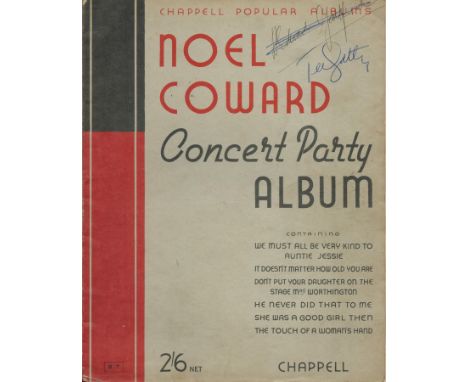 CHAPPELL POPULAR ALBUMS
NOEL
COWARD
Concert Party
ALBUM
CONTAINING
WE MUST ALL BE VERY KIND TO
AUNTIE JESSIE
IT DOESN'T MATTER HOW OLD YOU ARE
DON'T PUT YOUR DAUGHTER ON THE
STAGE MRS WORTHINGTON
HE NEVER DID THAT TO ME
SHE WAS A GOOD GIRL THEN
THE TOUCH OF A WOMAN'S HAND
2'6 NET
CHAPPELL